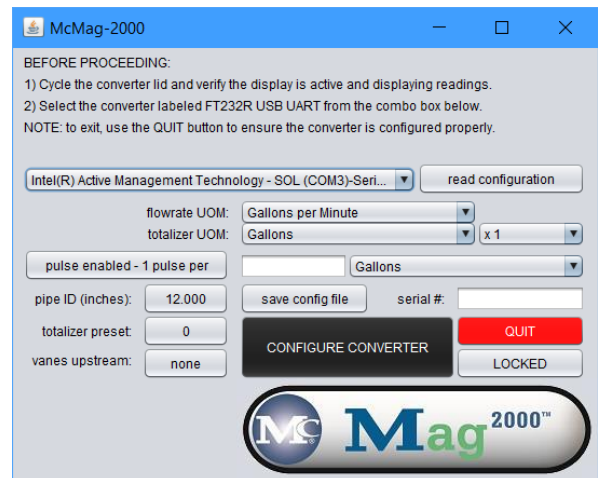 McMag-2000
BEFORE PROCEEDING:
1) Cycle the converter lid and verify the display is active and displaying readings.
2) Select the converter labeled FT232R USB UART from the combo box below.
NOTE: to exit, use the QUIT button to ensure the converter is configured properly.
Intel(R) Active Management Technology - SOL (COM3)-Seri... read configuration
flowrate UOM: Gallons per Minute
totalizer UOM: Gallons x 1
pulse enabled - 1 pulse per Gallons
pipe ID (inches): 12.000 save config file serial #:
totalizer preset: 0 CONFIGURE CONVERTER QUIT
vanes upstream: none LOCKED
Mc Mag 2000™